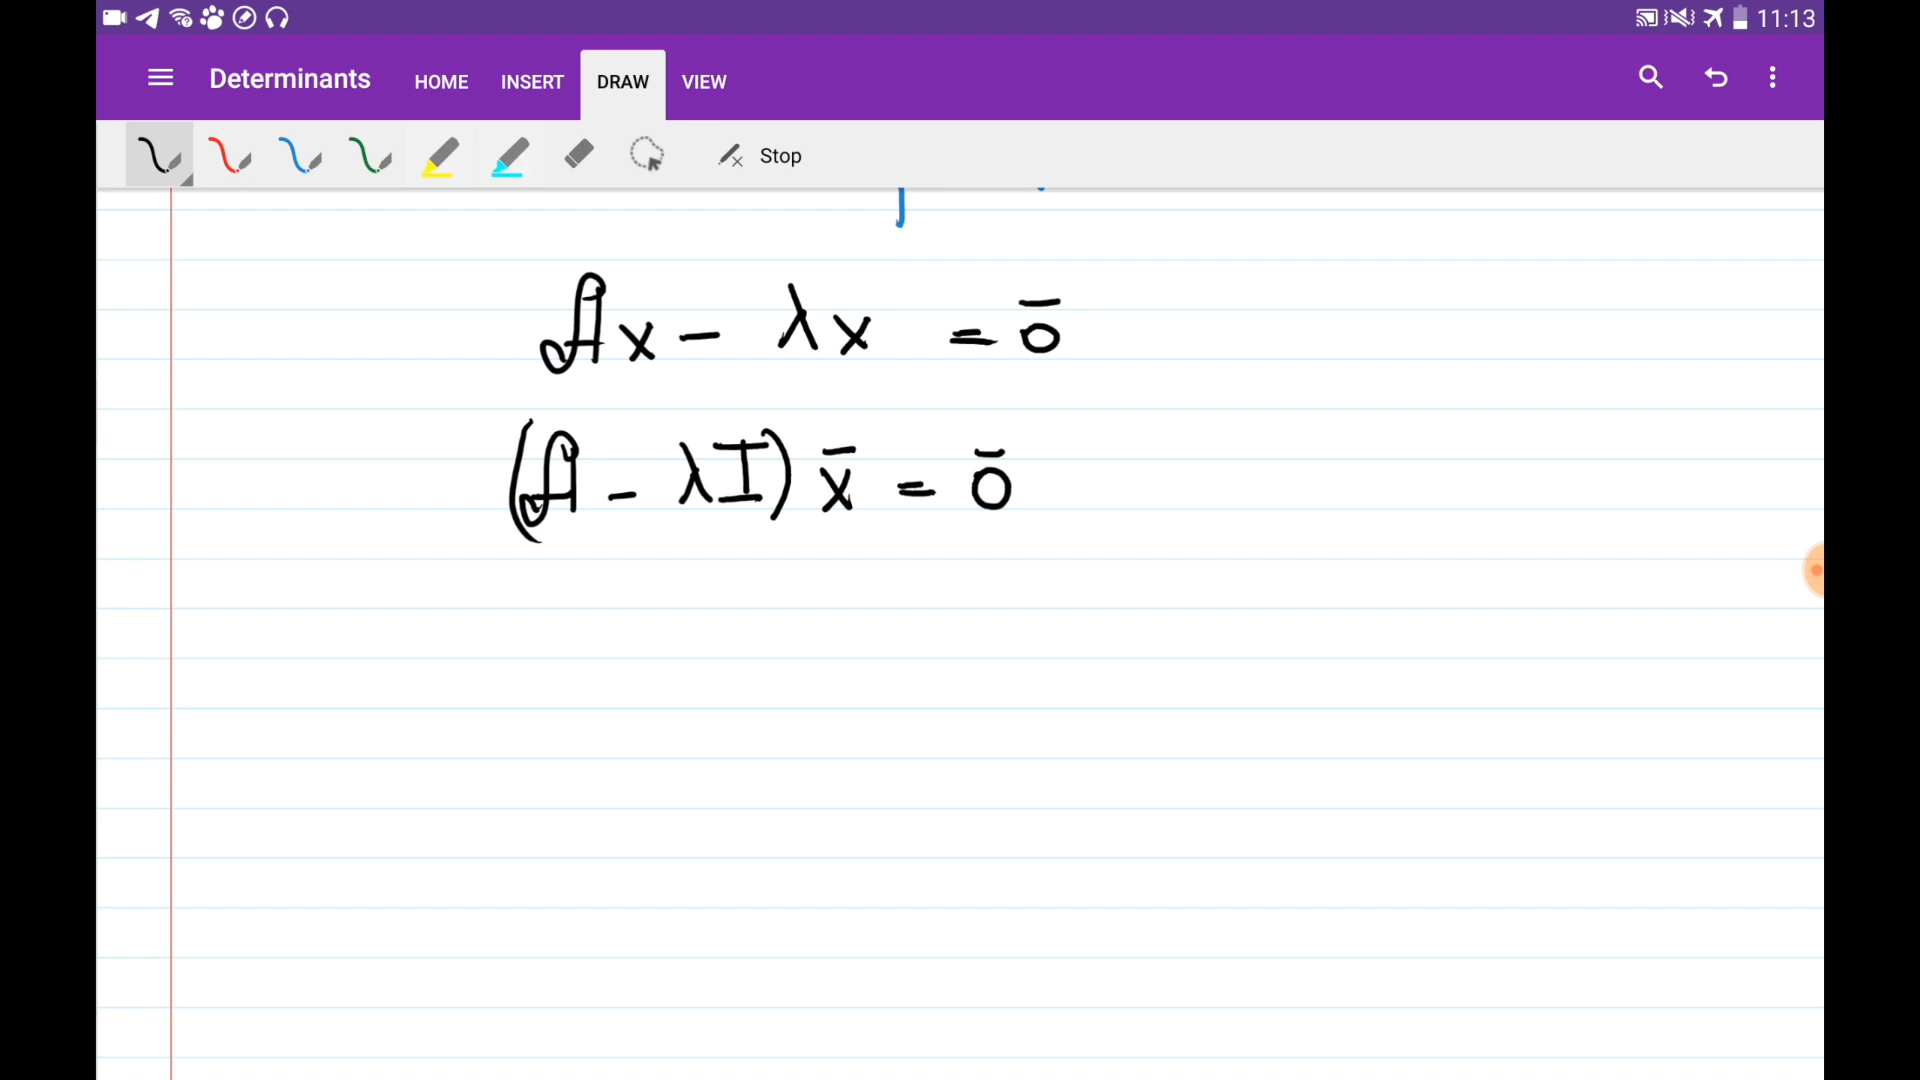 11:13
Determinants HOME INSERT DRAW VIEW
Stop
Ax - λx = 0̄
(A - λI) x̄ = 0̄